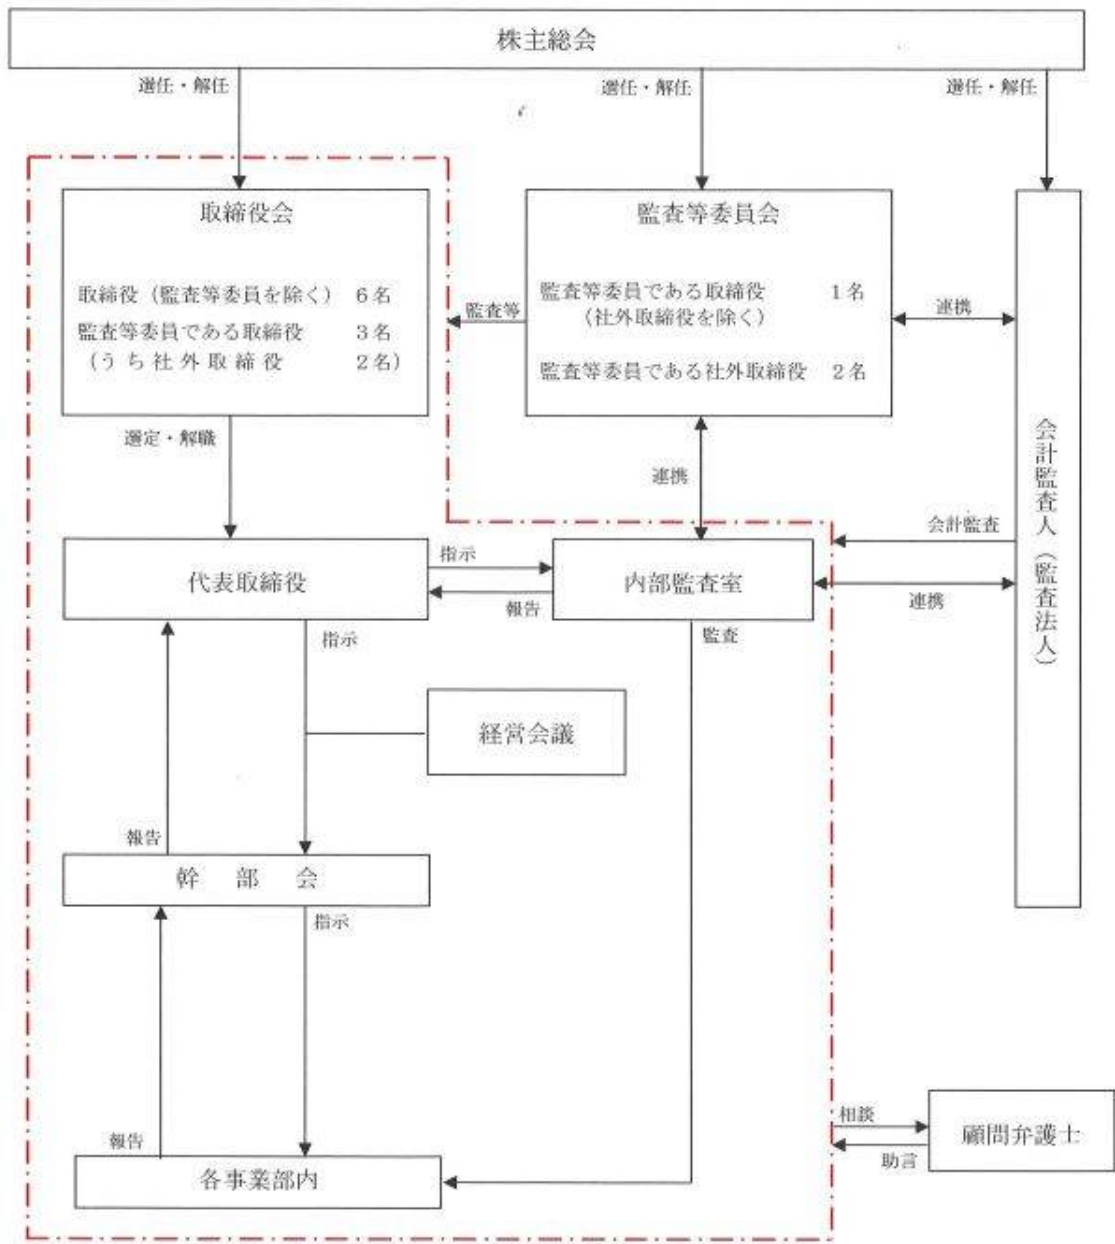 株主総会
選任・解任
選任・解任
選任・解任
取締役会
取締役（監査等委員を除く） 6名
監査等委員である取締役 3名
（うち社外取締役 2名）
監査等
監査等委員会
監査等委員である取締役 1名
（社外取締役を除く）
監査等委員である社外取締役 2名
連携
会計監査人（監査法人）
選定・解職
連携
会計監査
代表取締役
指示
報告
内部監査室
連携
指示
監査
経営会議
報告
幹部会
指示
相談
助言
顧問弁護士
報告
各事業部内